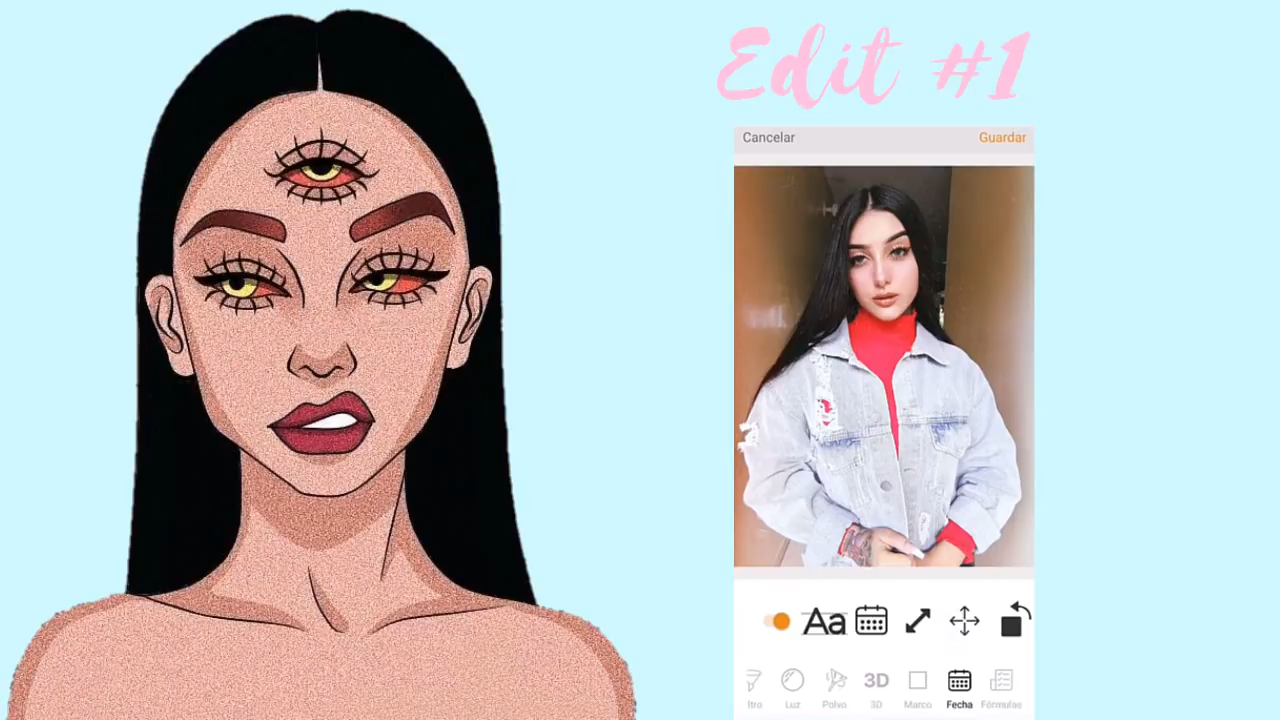 Edit #1
Cancelar Guardar
Aa
ltro Luz Polvo 3D Marco Fecha Fórmulas
3D